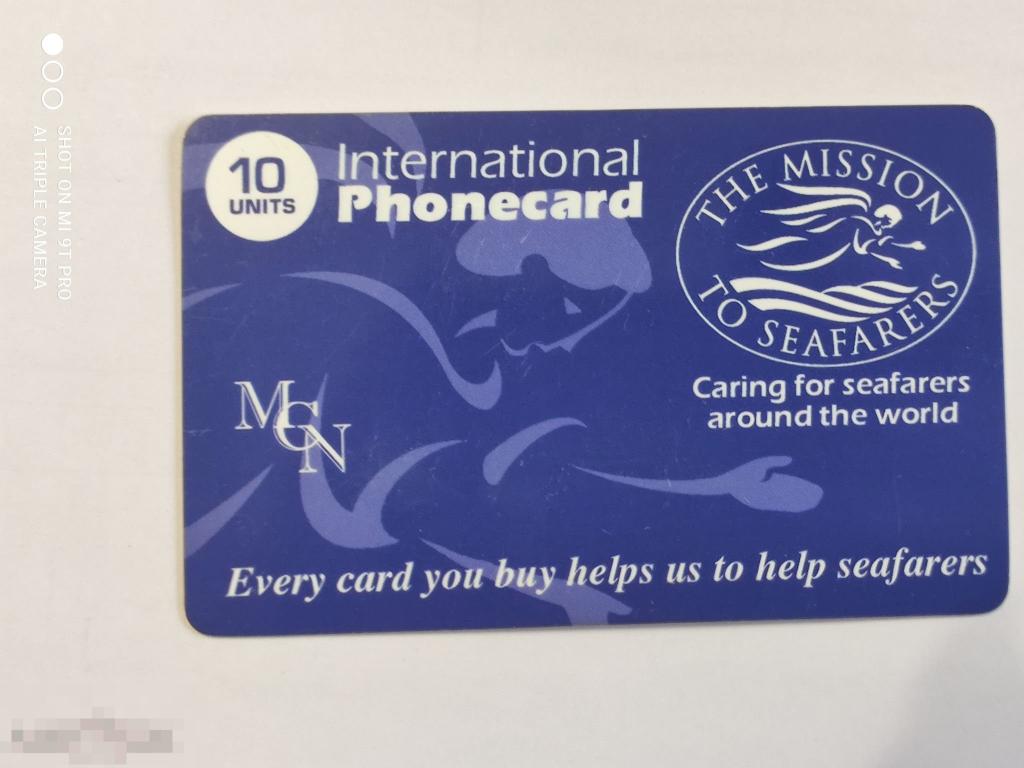 10
UNITS
International
Phonecard
THE MISSION
TO SEAFARERS
Caring for seafarers
around the world
MCN
Every card you buy helps us to help seafarers
SHOT ON MI 9T PRO
AI TRIPLE CAMERA